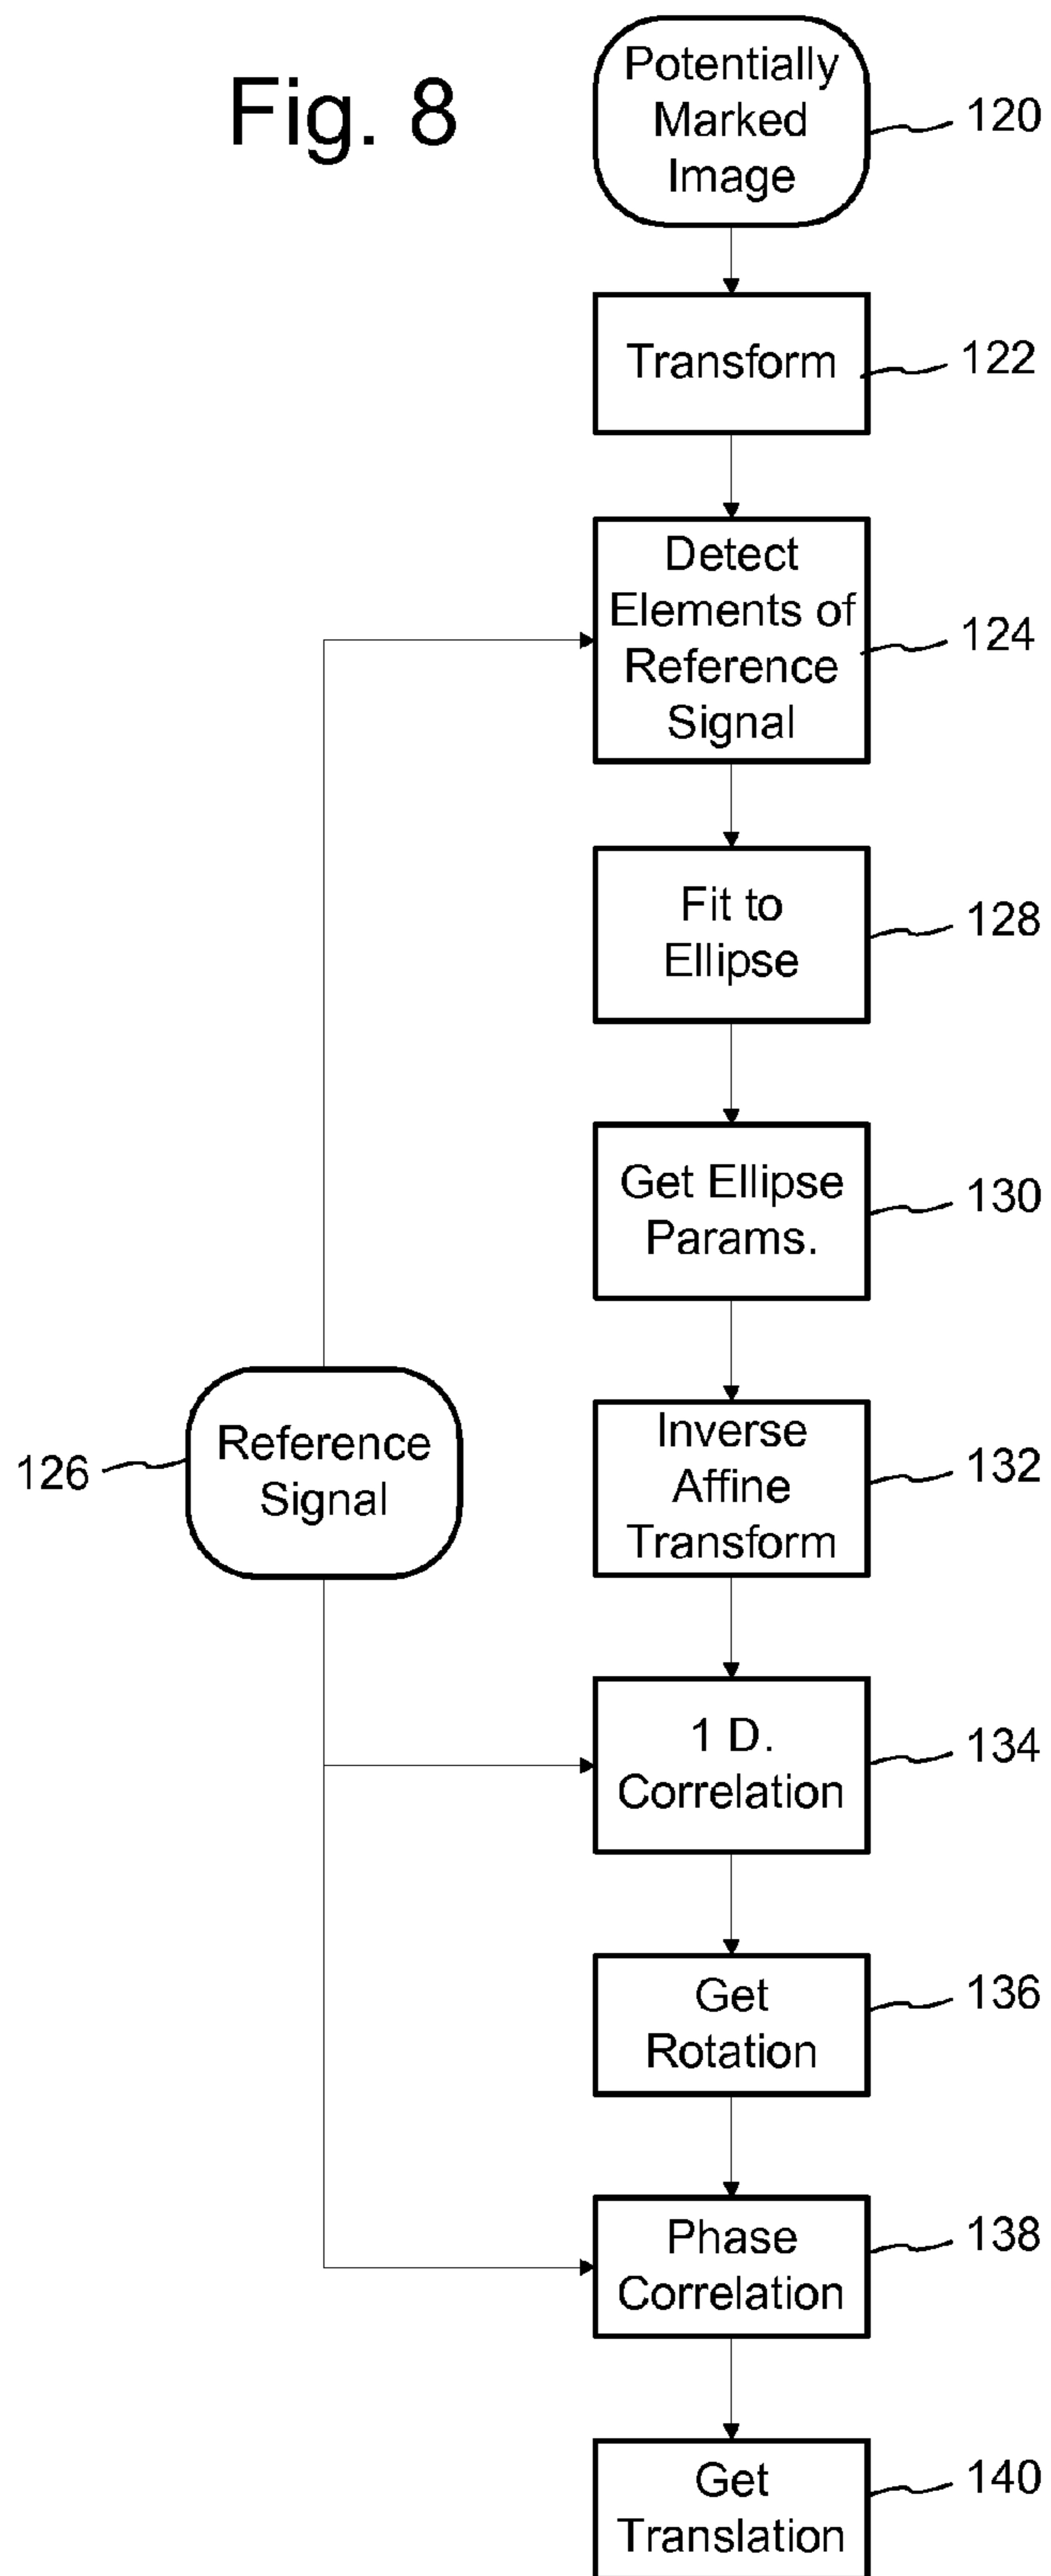 Fig. 8
Potentially
Marked
Image
120
Transform
122
Detect
Elements of
Reference
Signal
124
Fit to
Ellipse
128
Get Ellipse
Params.
130
Reference
Signal
126
Inverse
Affine
Transform
132
1 D.
Correlation
134
Get
Rotation
136
Phase
Correlation
138
Get
Translation
140